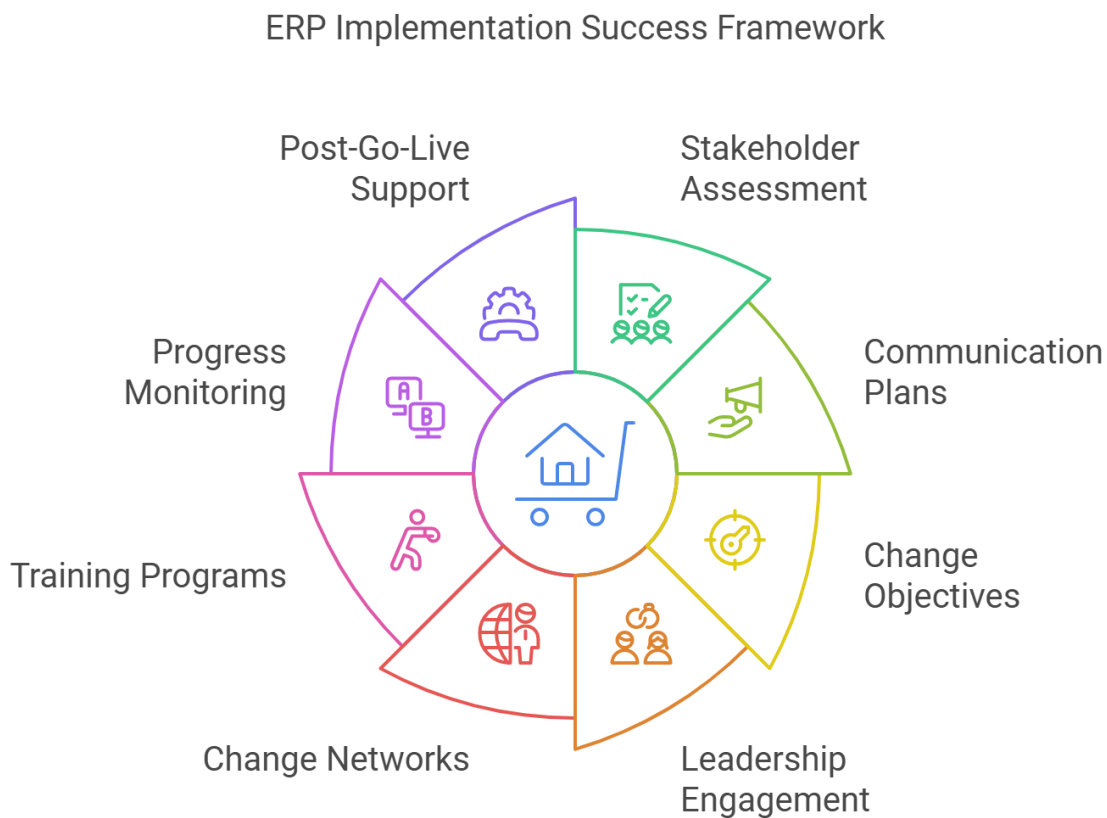 ERP Implementation Success Framework
Post-Go-Live
Support
Stakeholder
Assessment
Progress
Monitoring
Communication
Plans
A
B
Training Programs
Change
Objectives
Change Networks
Leadership
Engagement